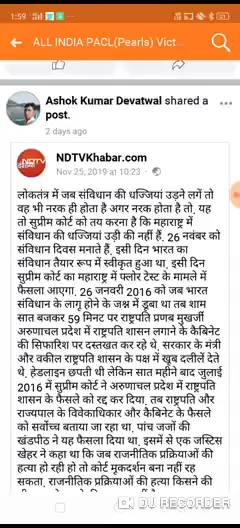 1:59
ALL INDIA PACL(Pearls) Vict...
Ashok Kumar Devatwal shared a
post.
2 days ago
NDTV
NDTVKhabar.com
Nov 25, 2019 at 10:23
लोकतंत्र में जब संविधान की धज्जियां उड़ने लगें तो
वह भी नरक ही होता है अगर नरक होता है तो, यह
तो सुप्रीम कोर्ट को तय करना है कि महाराष्ट्र में
संविधान की धज्जियां उड़ी की नहीं हैं. 26 नवंबर को
संविधान दिवस मनाते हैं. इसी दिन भारत का
संविधान तैयार रूप में स्वीकृत हुआ था. इसी दिन
सुप्रीम कोर्ट का महाराष्ट्र में फ्लोर टेस्ट के मामले में
फैसला आएगा. 26 जनवरी 2016 को जब भारत
संविधान के लागू होने के जश्न में डूबा था तब शाम
सात बजकर 59 मिनट पर राष्ट्रपति प्रणब मुखर्जी
अरुणाचल प्रदेश में राष्ट्रपति शासन लगाने के कैबिनेट
की सिफारिश पर दस्तखत कर रहे थे. सरकार के मंत्री
और वकील राष्ट्रपति शासन के पक्ष में खूब दलीलें देते
थे. हेडलाइन छपती थी लेकिन सात महीने बाद जुलाई
2016 में सुप्रीम कोर्ट ने अरुणाचल प्रदेश में राष्ट्रपति
शासन के फैसले को रद्द कर दिया. तब राष्ट्रपति और
राज्यपाल के विवेकाधिकार और कैबिनेट के फैसले
को सर्वोच्च बताया जा रहा था. पांच जजों की
खंडपीठ ने यह फैसला दिया था. इसमें से एक जस्टिस
खेहर ने कहा था कि जब राजनीतिक प्रक्रियाओं की
हत्या हो रही हो तो कोर्ट मूकदर्शन बना नहीं रह
सकता. राजनीतिक प्रक्रियाओं की हत्या किसने की
DU RECORDER